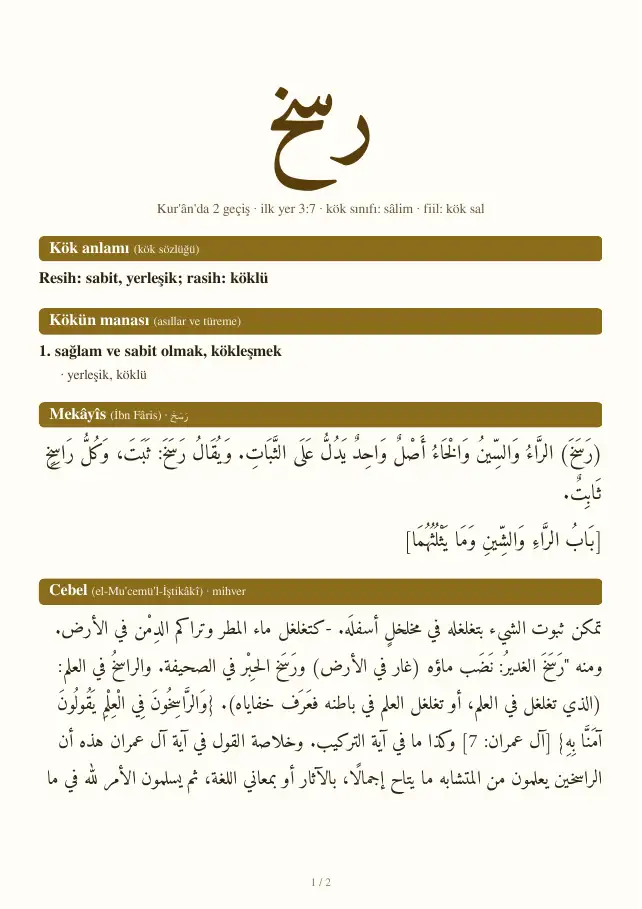 رسخ
Kur'ân'da 2 geçiş · ilk yer 3:7 · kök sınıfı: sâlim · fiil: kök sal
Kök anlamı (kök sözlüğü)
Resih: sabit, yerleşik; rasih: köklü
Kökün manası (asıllar ve türeme)
1. sağlam ve sabit olmak, kökleşmek
· yerleşik, köklü
Mekâyîs (İbn Fâris) · رَسَخَ
(رَسَخَ) الرَّاءُ وَالسِّينُ وَالْخَاءُ أَصْلٌ وَاحِدٌ يَدُلُّ عَلَى الثَّبَاتِ. وَيُقَالُ رَسَخَ: ثَبَتَ، وَكُلُّ رَاسِخٍ
ثَابِتٌ.
[بَابُ الرَّاءِ وَالشِّينِ وَمَا يَثْلُثُهُمَا]
Cebel (el-Mu'cemü'l-İştikâkî) · mihver
تمكن ثبوت الشيء بتغلغله في مخلخلٍ أسفلَه. -كتغلغل ماء المطر وتراكم الدِمْن في الأرض.
ومنه "رَسَخَ الغديرُ: نَضَب ماؤه (غار في الأرض) ورَسَخ الحِبْر في الصحيفة. والراسخُ في العلم:
(الذي تغلغل في العلم، أو تغلغل العلم في باطنه فعَرَف خفاياه). {وَالرَّاسِخُونَ فِي الْعِلْمِ يَقُولُونَ
آمَنَّا بِهِ} [آل عمران: 7] وكذا ما في آية التركيب. وخلاصة القول في آية آل عمران هذه أن
الراسخين يعلمون من المتشابه ما يتاح إجمالًا، بالآثار أو بمعاني اللغة، ثم يسلمون الأمر لله في ما
1 / 2